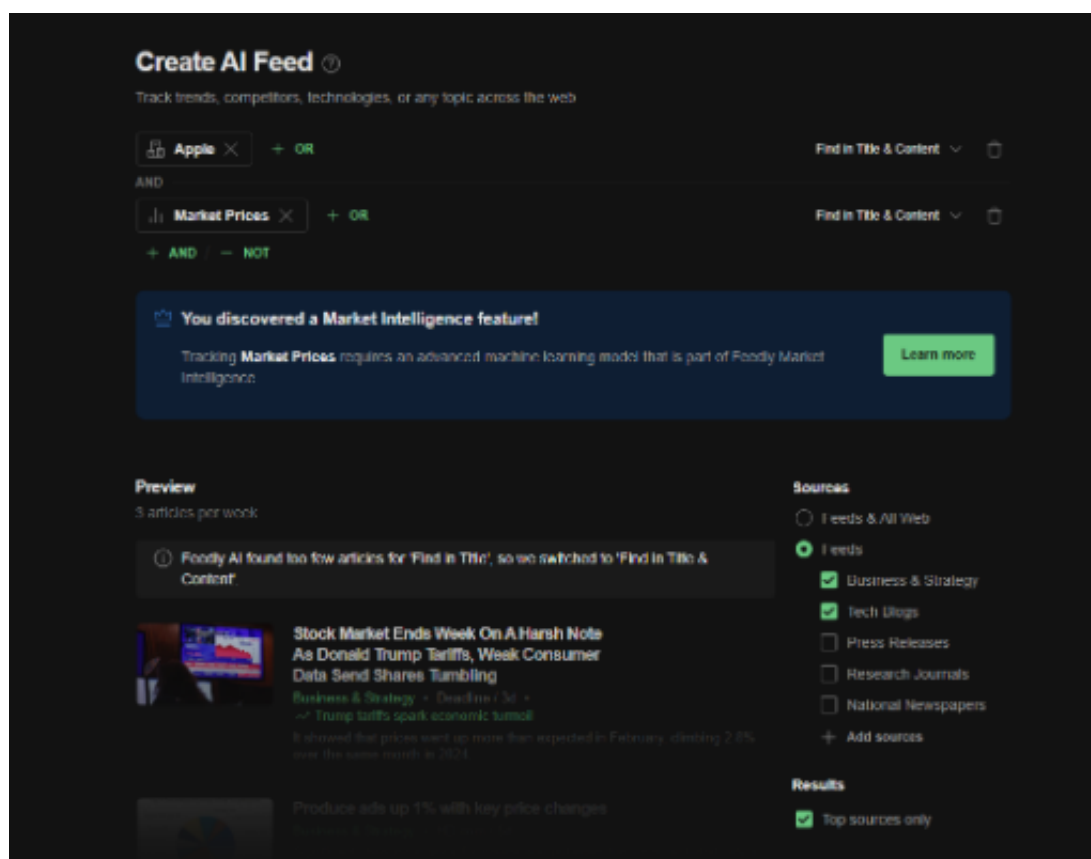 Create AI Feed
Track trends, competitors, technologies, or any topic across the web
Apple
+ OR
Find in Title & Content
AND
Market Prices
+ OR
Find in Title & Content
+ AND / − NOT
You discovered a Market Intelligence feature!
Tracking Market Prices requires an advanced machine learning model that is part of Feedly Market
Intelligence
Learn more
Preview
3 articles per week
Feedly AI found too few articles for 'Find in Title', so we switched to 'Find in Title &
Content'.
Stock Market Ends Week On A Harsh Note
As Donald Trump Tariffs, Weak Consumer
Data Send Shares Tumbling
Business & Strategy • Deadline / 3d •
Trump tariffs spark economic turmoil
It showed that prices went up more than expected in February, climbing 2.8%
over the same month in 2024
Produce ads up 1% with key price changes
Sources
Feeds & All Web
Feeds
Business & Strategy
Tech Blogs
Press Releases
Research Journals
National Newspapers
+ Add sources
Results
Top sources only